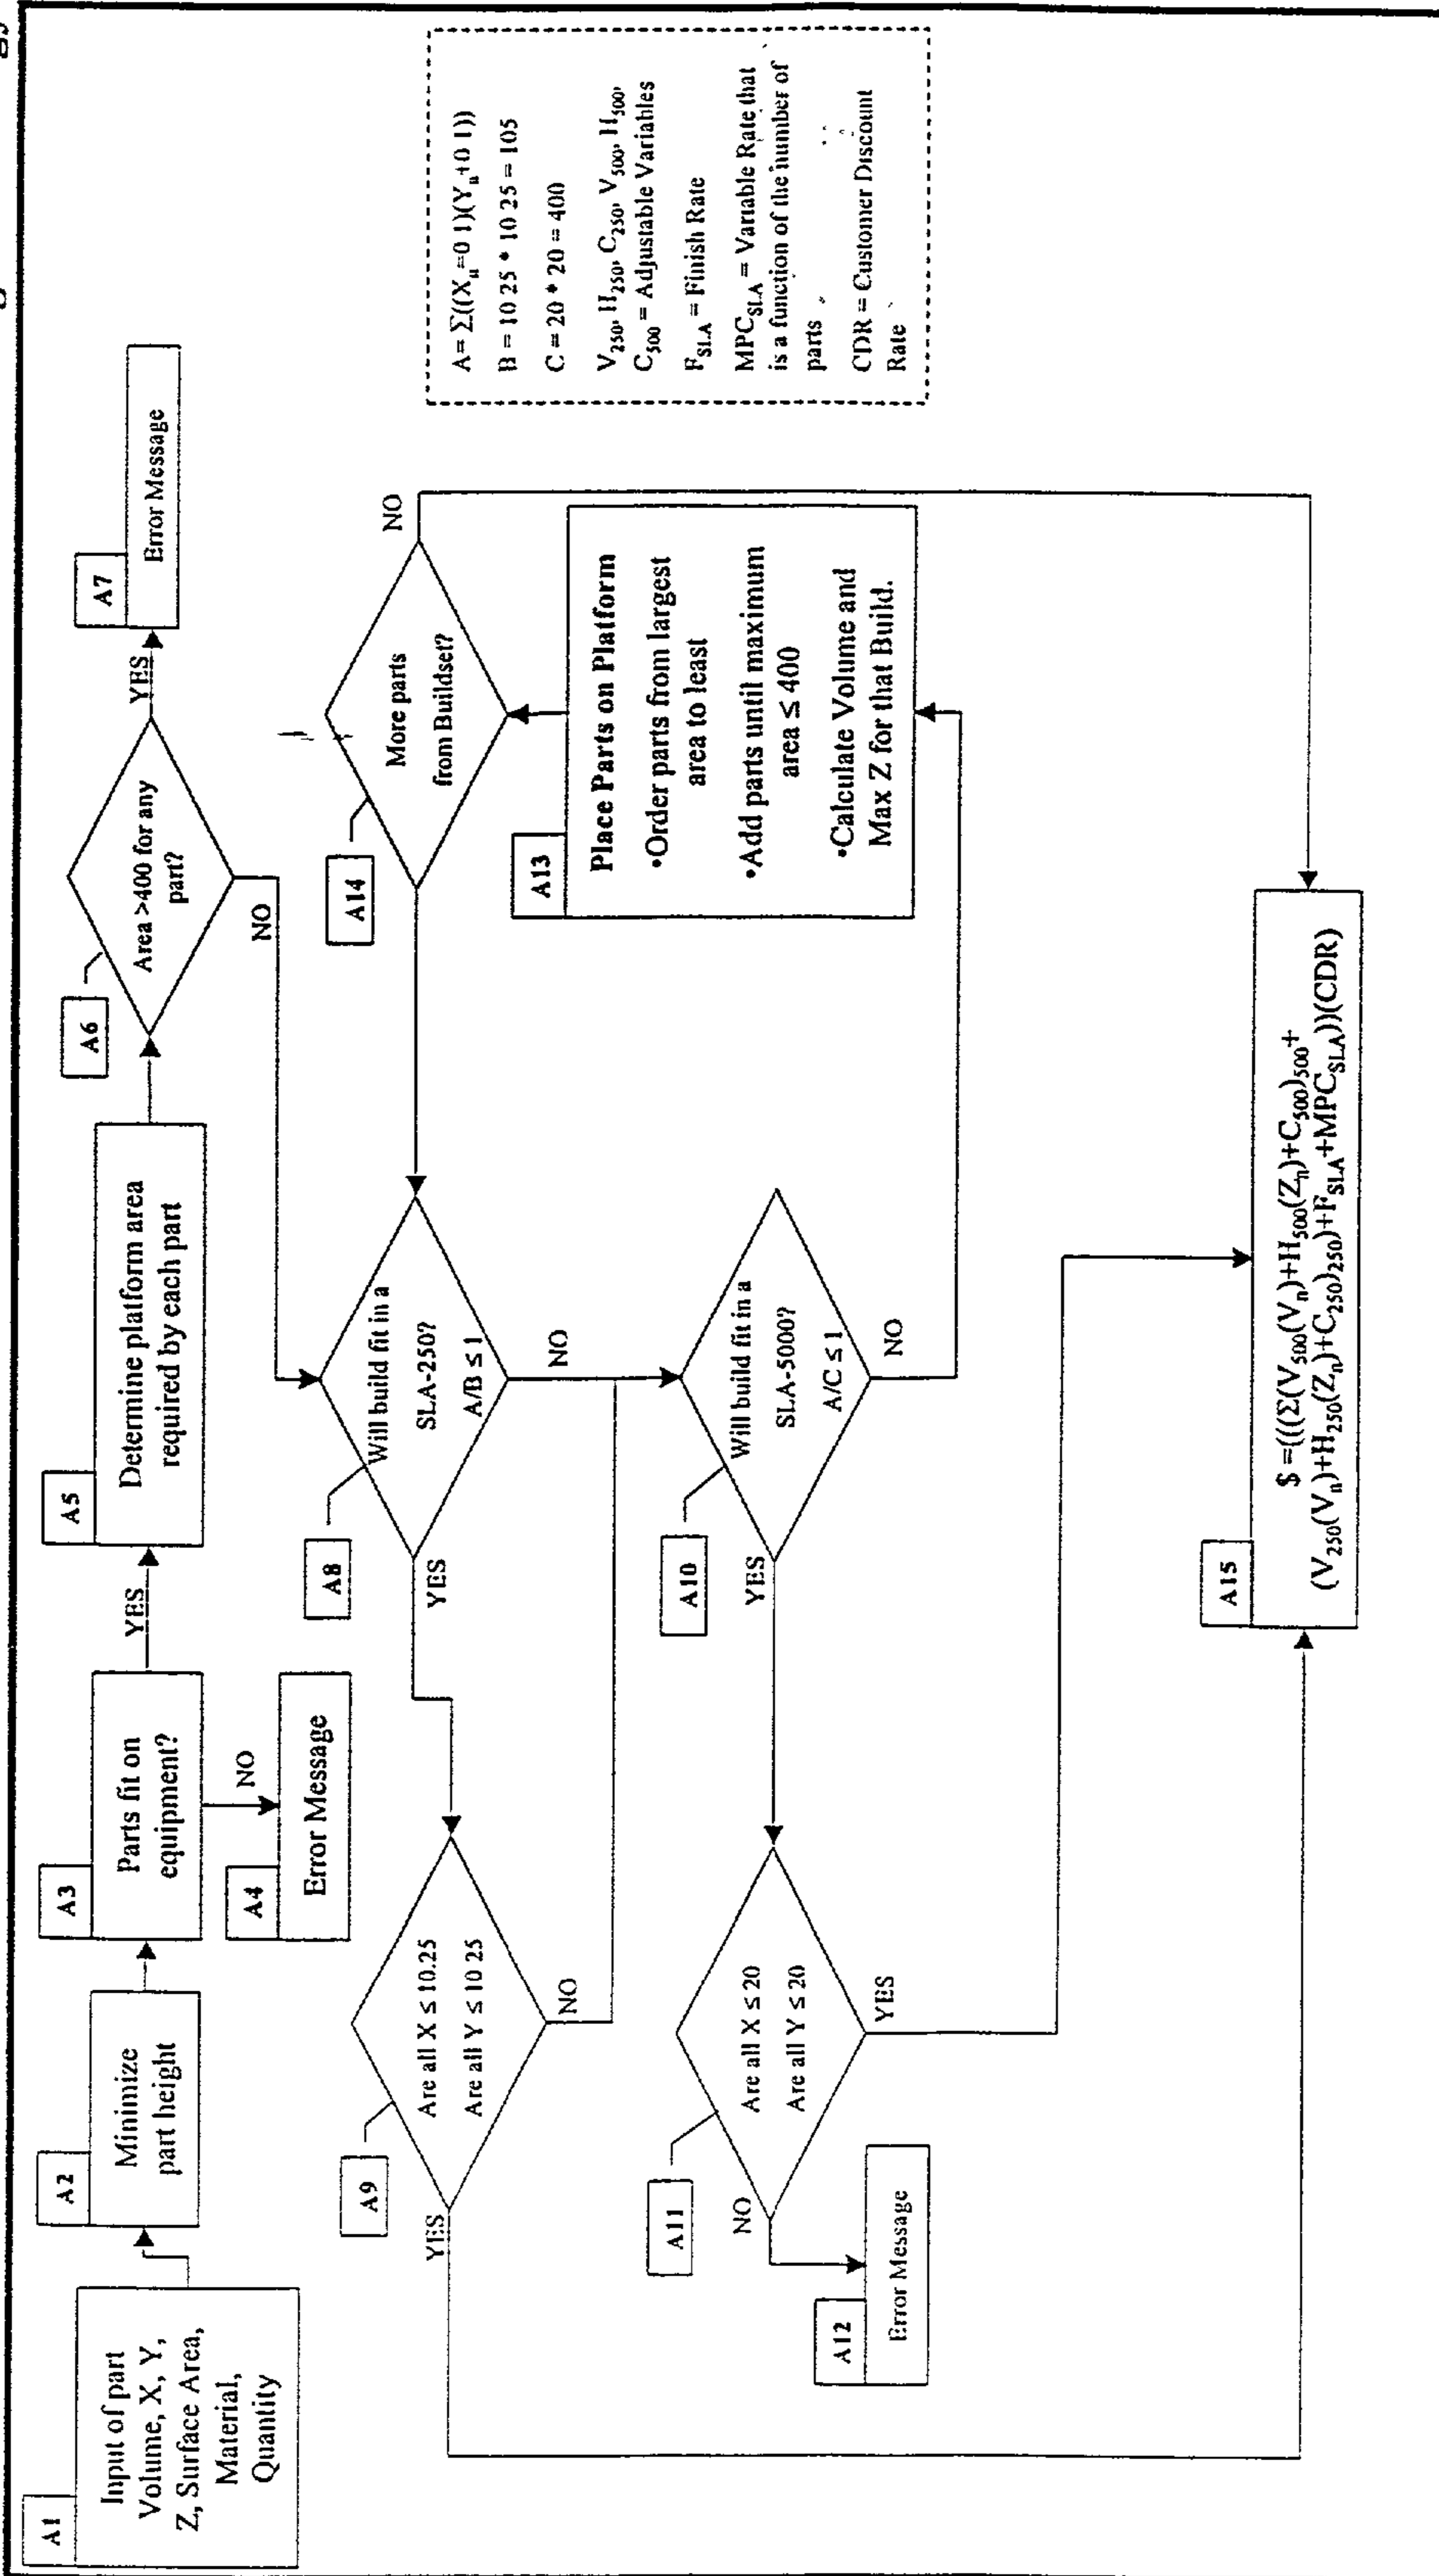 A1
Input of part
Volume, X, Y,
Z, Surface Area,
Material,
Quantity
A2
Minimize
part height
A3
Parts fit on
equipment?
YES
NO
A4
Error Message
A5
Determine platform area
required by each part
A6
Area >400 for any
part?
YES
NO
A7
Error Message
A8
Will build fit in a
SLA-250?
A/B ≤ 1
YES
NO
A9
Are all X ≤ 10.25
Are all Y ≤ 10 25
YES
NO
A10
Will build fit in a
SLA-5000?
A/C ≤ 1
YES
NO
A11
Are all X ≤ 20
Are all Y ≤ 20
NO
YES
A12
Error Message
A13
Place Parts on Platform
•Order parts from largest
area to least
•Add parts until maximum
area ≤ 400
•Calculate Volume and
Max Z for that Build.
A14
More parts
from Buildset?
NO
A15
$ =(((Σ(V500(Vn)+H500(Zn)+C500)500+
(V250(Vn)+H250(Zn)+C250)250)+FSLA+MPCSLA))(CDR)
A= Σ((Xn=0 1)(Yn+0 1))
B = 10 25 * 10 25 = 105
C = 20 * 20 = 400
V250, H250, C250, V500, H500,
C500 = Adjustable Variables
FSLA = Finish Rate
MPCSLA = Variable Rate that
is a function of the number of
parts
CDR = Customer Discount
Rate